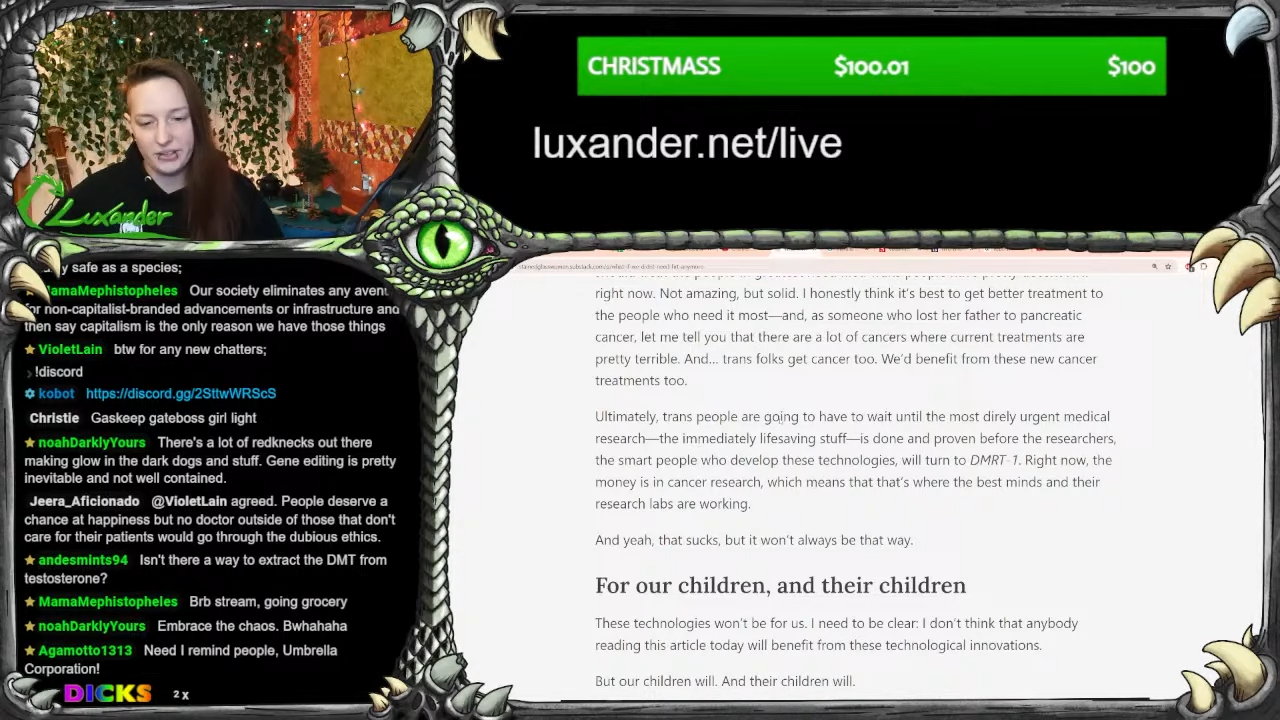 CHRISTMASS $100.01 $100
luxander.net/live
Luxander
safe as a species;
MamaMephistopheles Our society eliminates any avenu
for non-capitalist-branded advancements or infrastructure and
then say capitalism is the only reason we have those things
VioletLain btw for any new chatters;
!discord
kobot https://discord.gg/2SttwWRScS
Christie Gaskeep gateboss girl light
noahDarklyYours There's a lot of rednecks out there
making glow in the dark dogs and stuff. Gene editing is pretty
inevitable and not well contained.
Jeera_Aficionado @VioletLain agreed. People deserve a
chance at happiness but no doctor outside of those that don't
care for their patients would go through the dubious ethics.
andesmints94 Isn't there a way to extract the DMT from
testosterone?
MamaMephistopheles Brb stream, going grocery
noahDarklyYours Embrace the chaos. Bwhahaha
Agamotto1313 Need I remind people, Umbrella
Corporation!
DICKS 2 x
right now. Not amazing, but solid. I honestly think it's best to get better treatment to
the people who need it most—and, as someone who lost her father to pancreatic
cancer, let me tell you that there are a lot of cancers where current treatments are
pretty terrible. And... trans folks get cancer too. We'd benefit from these new cancer
treatments too.
Ultimately, trans people are going to have to wait until the most direly urgent medical
research—the immediately lifesaving stuff—is done and proven before the researchers,
the smart people who develop these technologies, will turn to DMRT-1. Right now, the
money is in cancer research, which means that that's where the best minds and their
research labs are working.
And yeah, that sucks, but it won't always be that way.
For our children, and their children
These technologies won't be for us. I need to be clear: I don't think that anybody
reading this article today will benefit from these technological innovations.
But our children will. And their children will.